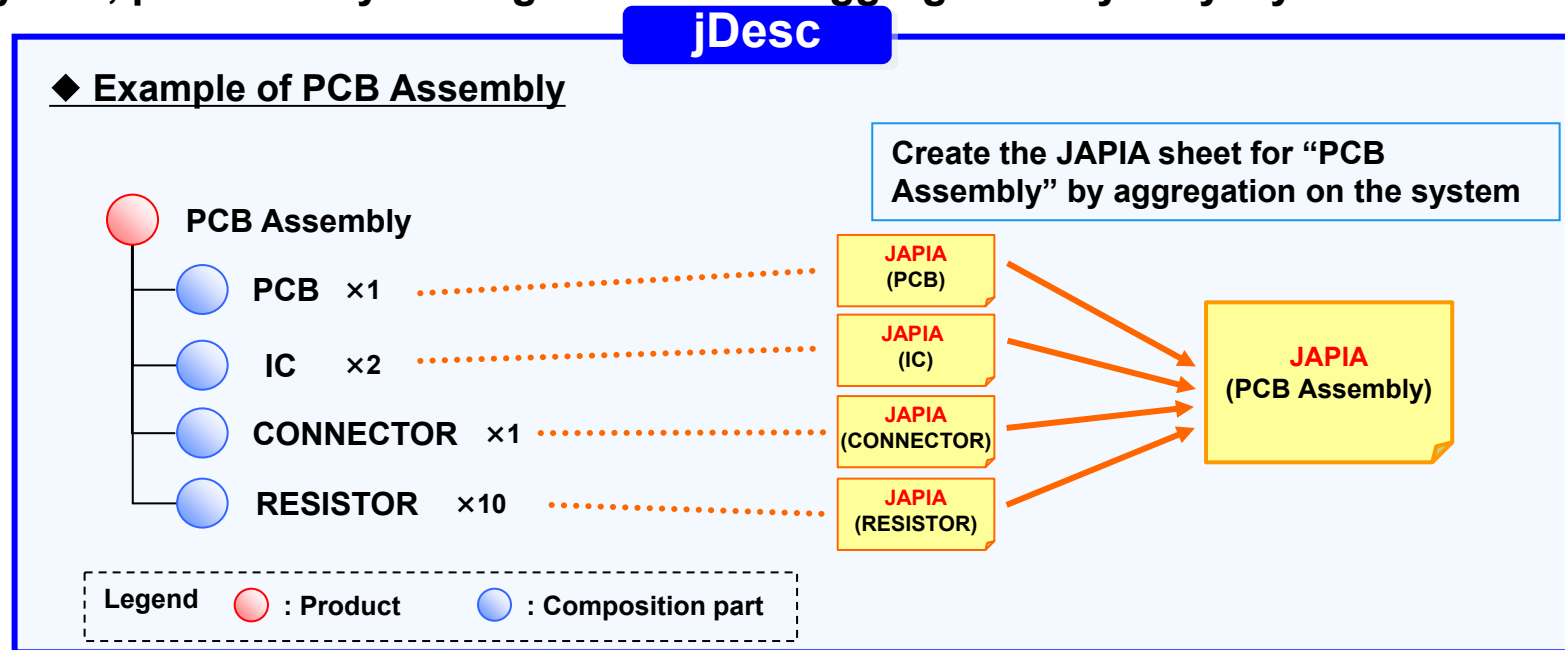 jDesc
◆ Example of PCB Assembly
Create the JAPIA sheet for “PCB
Assembly” by aggregation on the system
PCB Assembly
PCB ×1
IC ×2
CONNECTOR ×1
RESISTOR ×10
JAPIA
(PCB)
JAPIA
(IC)
JAPIA
(CONNECTOR)
JAPIA
(RESISTOR)
JAPIA
(PCB Assembly)
Legend : Product : Composition part